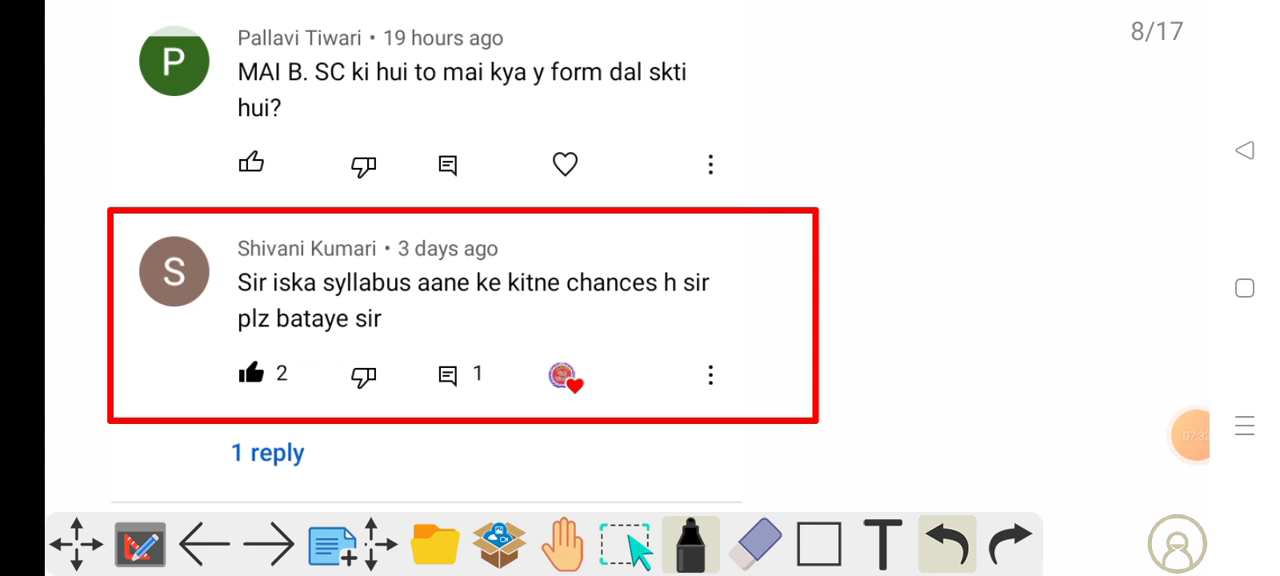 8/17
P
Pallavi Tiwari • 19 hours ago
MAI B. SC ki hui to mai kya y form dal skti
hui?
S
Shivani Kumari • 3 days ago
Sir iska syllabus aane ke kitne chances h sir
plz bataye sir
2
1
1 reply
T